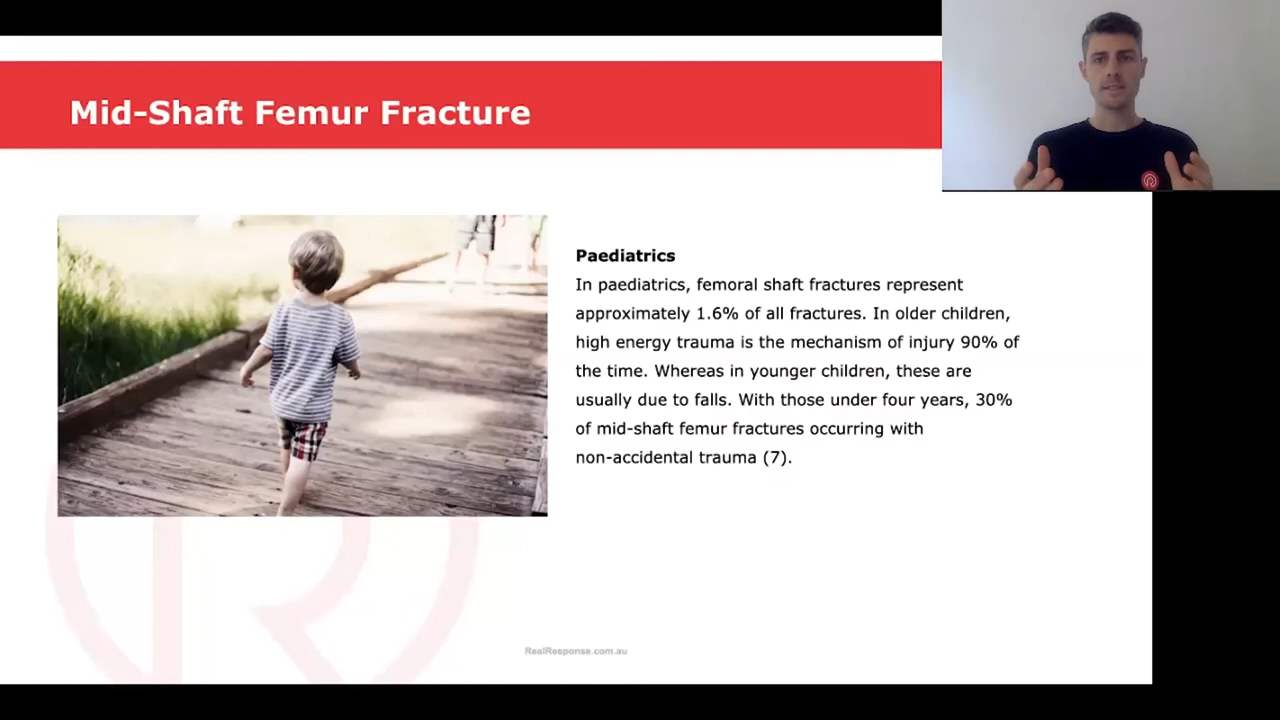 Mid-Shaft Femur Fracture
Paediatrics
In paediatrics, femoral shaft fractures represent
approximately 1.6% of all fractures. In older children,
high energy trauma is the mechanism of injury 90% of
the time. Whereas in younger children, these are
usually due to falls. With those under four years, 30%
of mid-shaft femur fractures occurring with
non-accidental trauma (7).
RealResponse.com.au